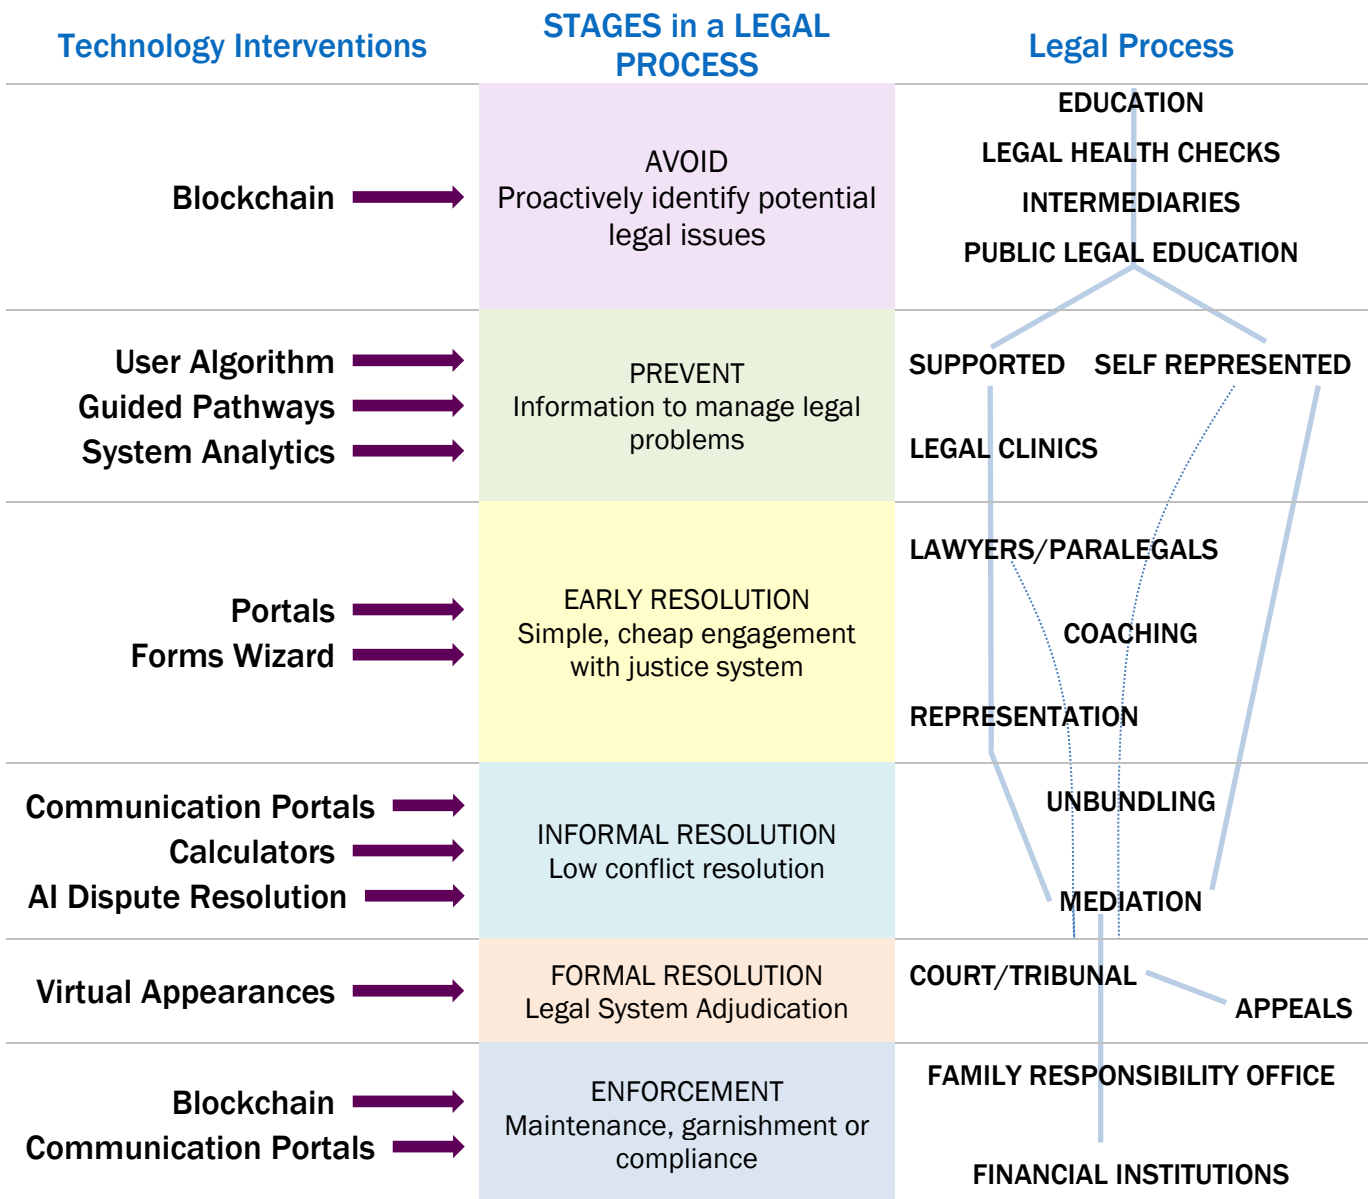 Technology Interventions
STAGES in a LEGAL
PROCESS
Legal Process
Blockchain
AVOID
Proactively identify potential
legal issues
EDUCATION
LEGAL HEALTH CHECKS
INTERMEDIARIES
PUBLIC LEGAL EDUCATION
User Algorithm
Guided Pathways
System Analytics
PREVENT
Information to manage legal
problems
SUPPORTED
SELF REPRESENTED
LEGAL CLINICS
Portals
Forms Wizard
EARLY RESOLUTION
Simple, cheap engagement
with justice system
LAWYERS/PARALEGALS
COACHING
REPRESENTATION
Communication Portals
Calculators
AI Dispute Resolution
INFORMAL RESOLUTION
Low conflict resolution
UNBUNDLING
MEDIATION
Virtual Appearances
FORMAL RESOLUTION
Legal System Adjudication
COURT/TRIBUNAL
APPEALS
Blockchain
Communication Portals
ENFORCEMENT
Maintenance, garnishment or
compliance
FAMILY RESPONSIBILITY OFFICE
FINANCIAL INSTITUTIONS